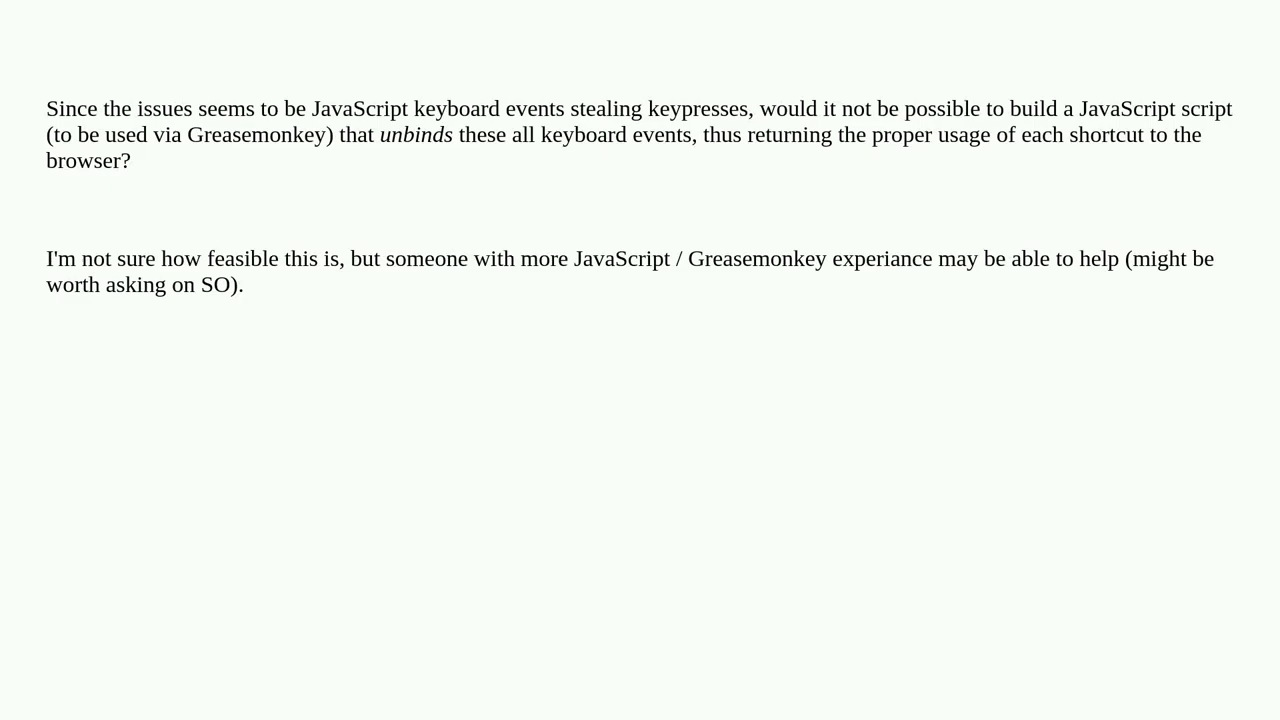 Since the issues seems to be JavaScript keyboard events stealing keypresses, would it not be possible to build a JavaScript script
(to be used via Greasemonkey) that unbinds these all keyboard events, thus returning the proper usage of each shortcut to the
browser?
I'm not sure how feasible this is, but someone with more JavaScript / Greasemonkey experiance may be able to help (might be
worth asking on SO).